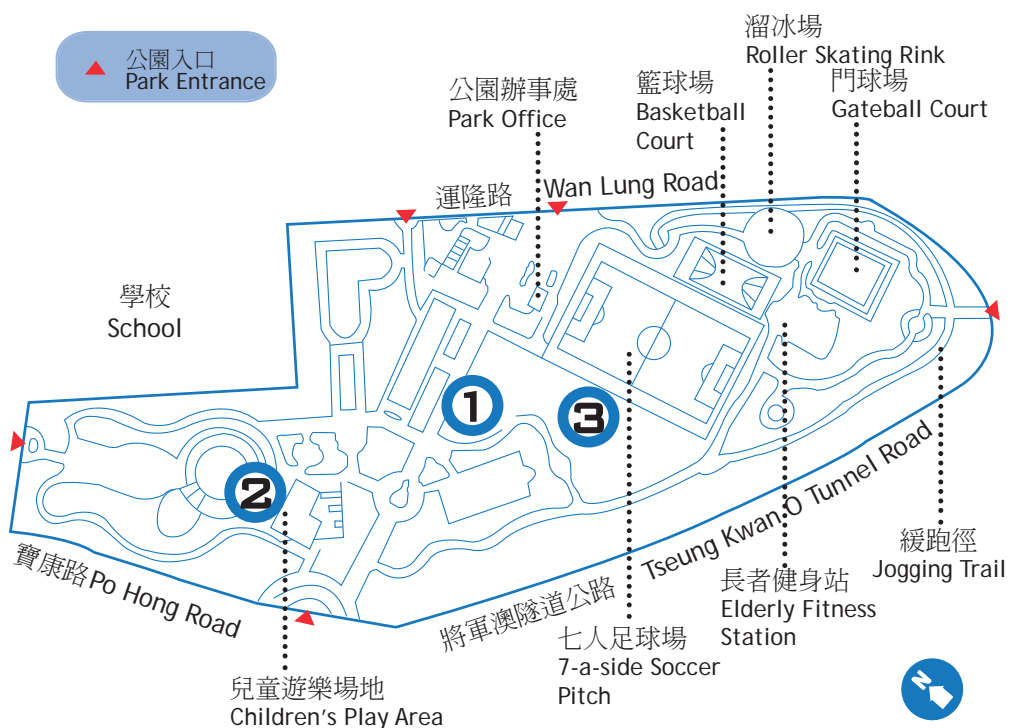 公園入口
Park Entrance
溜冰場
Roller Skating Rink
公園辦事處
Park Office
籃球場
Basketball
Court
門球場
Gateball Court
運隆路 Wan Lung Road
學校
School
1
3
2
寶康路 Po Hong Road
將軍澳隧道公路 Tseung Kwan O Tunnel Road
緩跑徑
Jogging Trail
長者健身站
Elderly Fitness
Station
七人足球場
7-a-side Soccer
Pitch
兒童遊樂場地
Children's Play Area
N